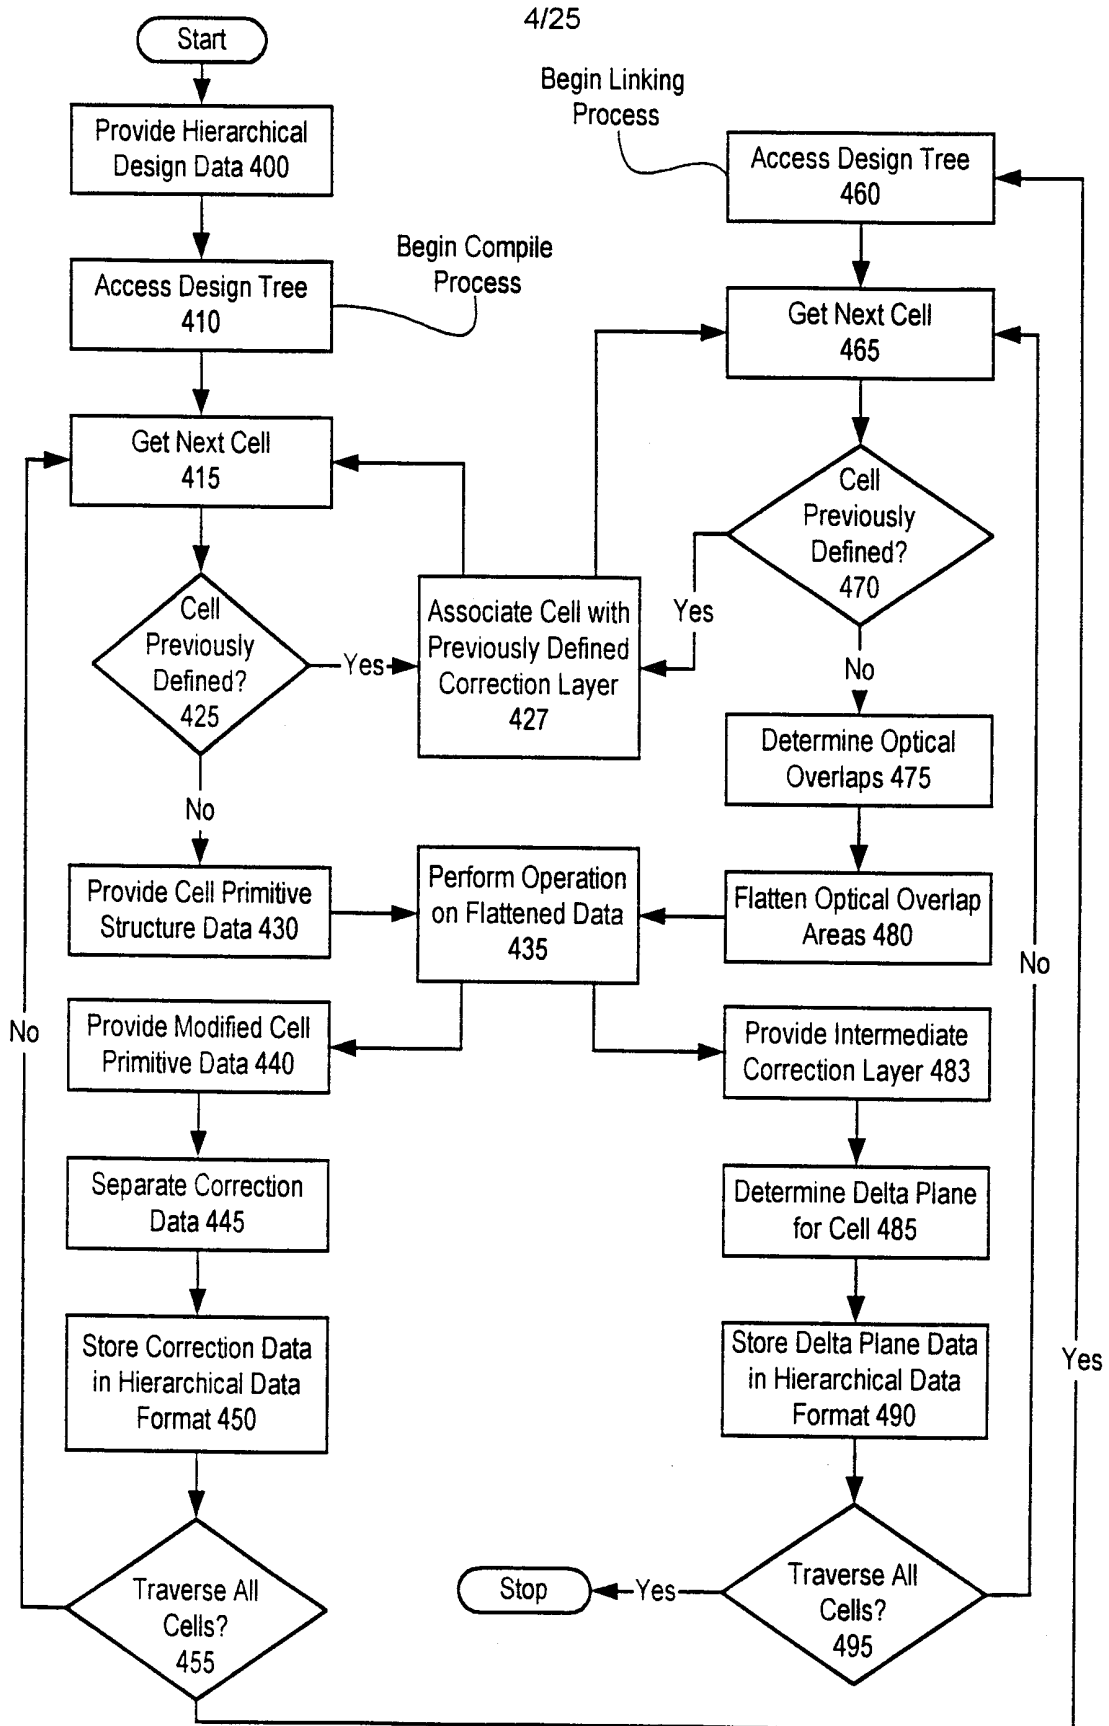 4/25
Start
Provide Hierarchical
Design Data 400
Begin Compile
Process
Access Design Tree
410
Get Next Cell
415
Cell
Previously
Defined?
425
Yes
No
Associate Cell with
Previously Defined
Correction Layer
427
Provide Cell Primitive
Structure Data 430
Perform Operation
on Flattened Data
435
Provide Modified Cell
Primitive Data 440
Separate Correction
Data 445
Store Correction Data
in Hierarchical Data
Format 450
Traverse All
Cells?
455
No
Yes
Begin Linking
Process
Access Design Tree
460
Get Next Cell
465
Cell
Previously
Defined?
470
Yes
No
Determine Optical
Overlaps 475
Flatten Optical Overlap
Areas 480
Provide Intermediate
Correction Layer 483
Determine Delta Plane
for Cell 485
Store Delta Plane Data
in Hierarchical Data
Format 490
Traverse All
Cells?
495
No
Yes
Stop